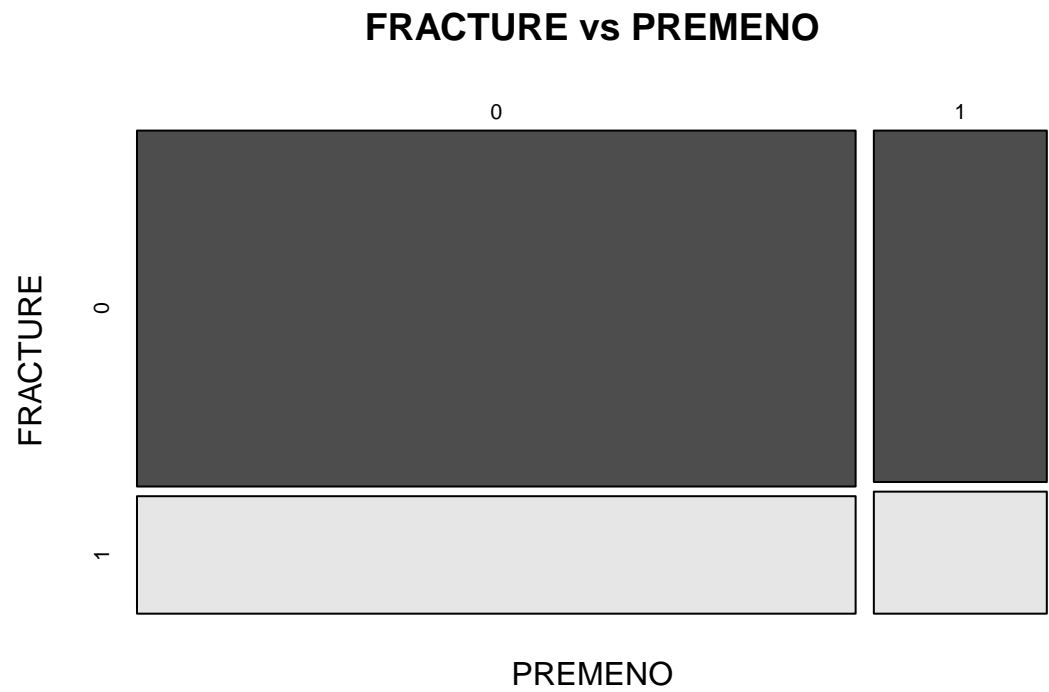 FRACTURE vs PREMENO
0 1
FRACTURE
0
1
PREMENO